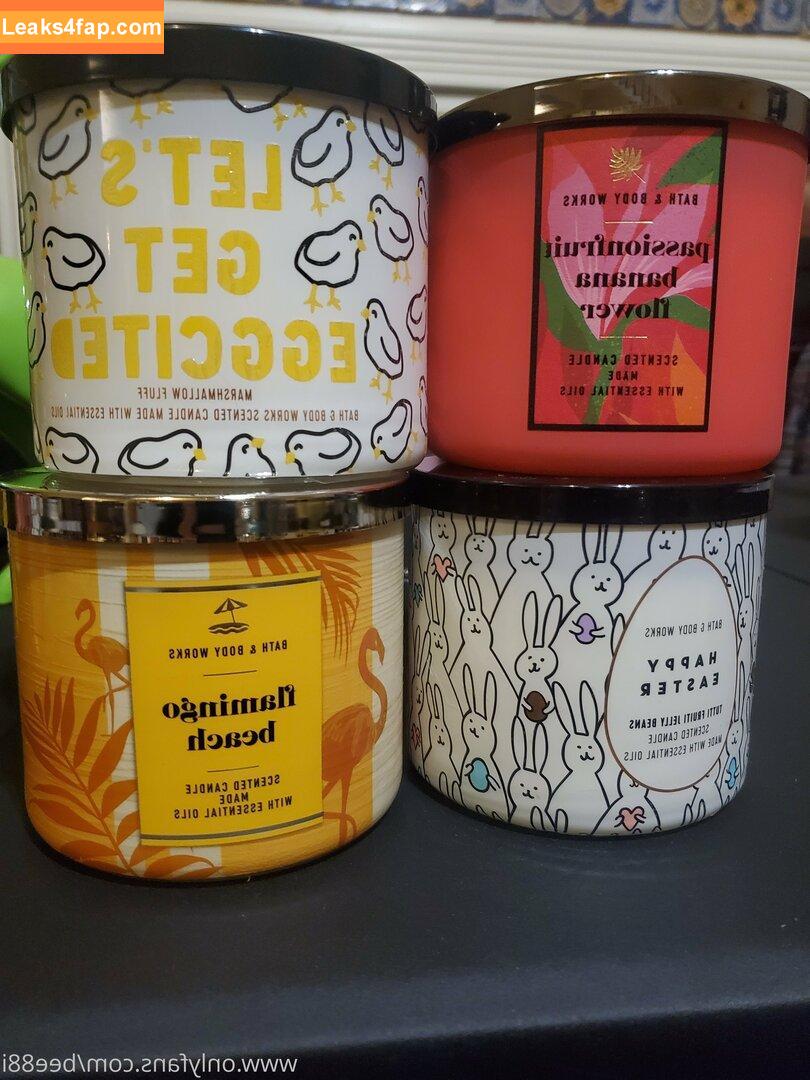 Leaks4fap.com
LET'S
GET
EGGCITED
MARSHMALLOW FLUFF
BATH & BODY WORKS SCENTED CANDLE MADE WITH ESSENTIAL OILS
BATH & BODY WORKS
passionfruit
banana
flower
SCENTED CANDLE
MADE
WITH ESSENTIAL OILS
BATH & BODY WORKS
flamingo
beach
SCENTED CANDLE
MADE
WITH ESSENTIAL OILS
BATH & BODY WORKS
HAPPY
EASTER
TUTTI FRUITI JELLY BEANS
SCENTED CANDLE
MADE WITH ESSENTIAL OILS
www.onlyfans.com/bee88i